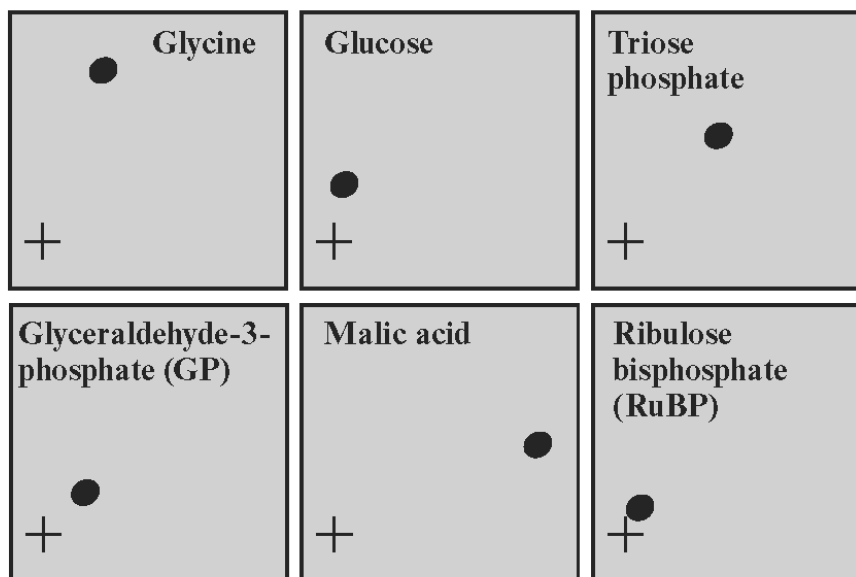 Glycine
Glucose
Triose
phosphate
Glyceraldehyde-3-
phosphate (GP)
Malic acid
Ribulose
bisphosphate
(RuBP)